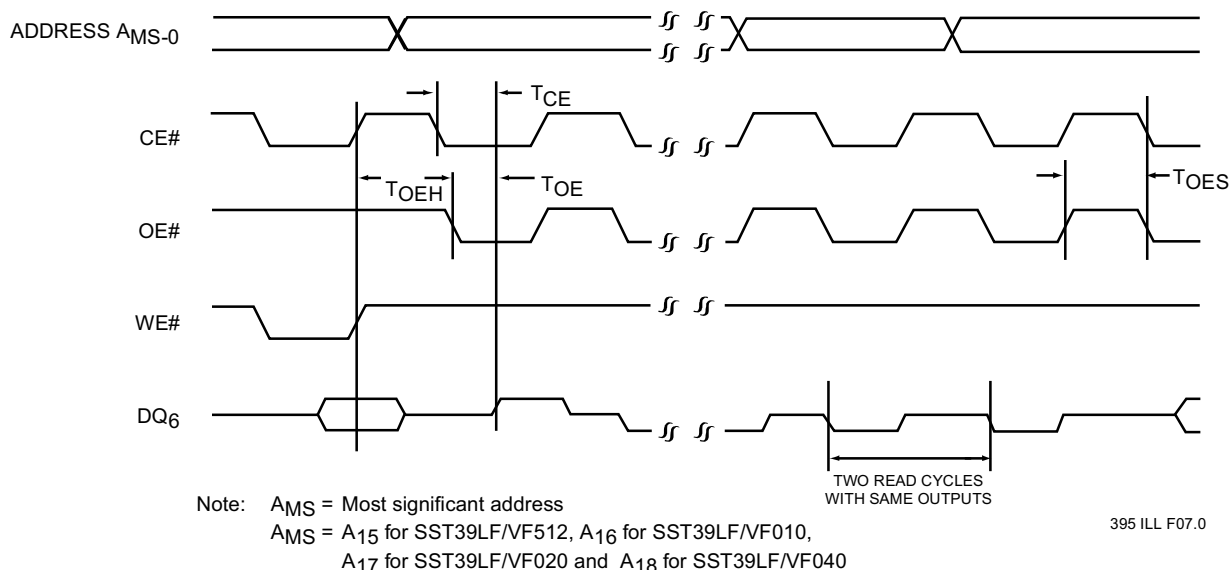 ADDRESS AMS-0
TCE
CE#
TOEH
TOE
TOES
OE#
WE#
DQ6
TWO READ CYCLES
WITH SAME OUTPUTS
Note: AMS = Most significant address
AMS = A15 for SST39LF/VF512, A16 for SST39LF/VF010,
A17 for SST39LF/VF020 and A18 for SST39LF/VF040
395 ILL F07.0